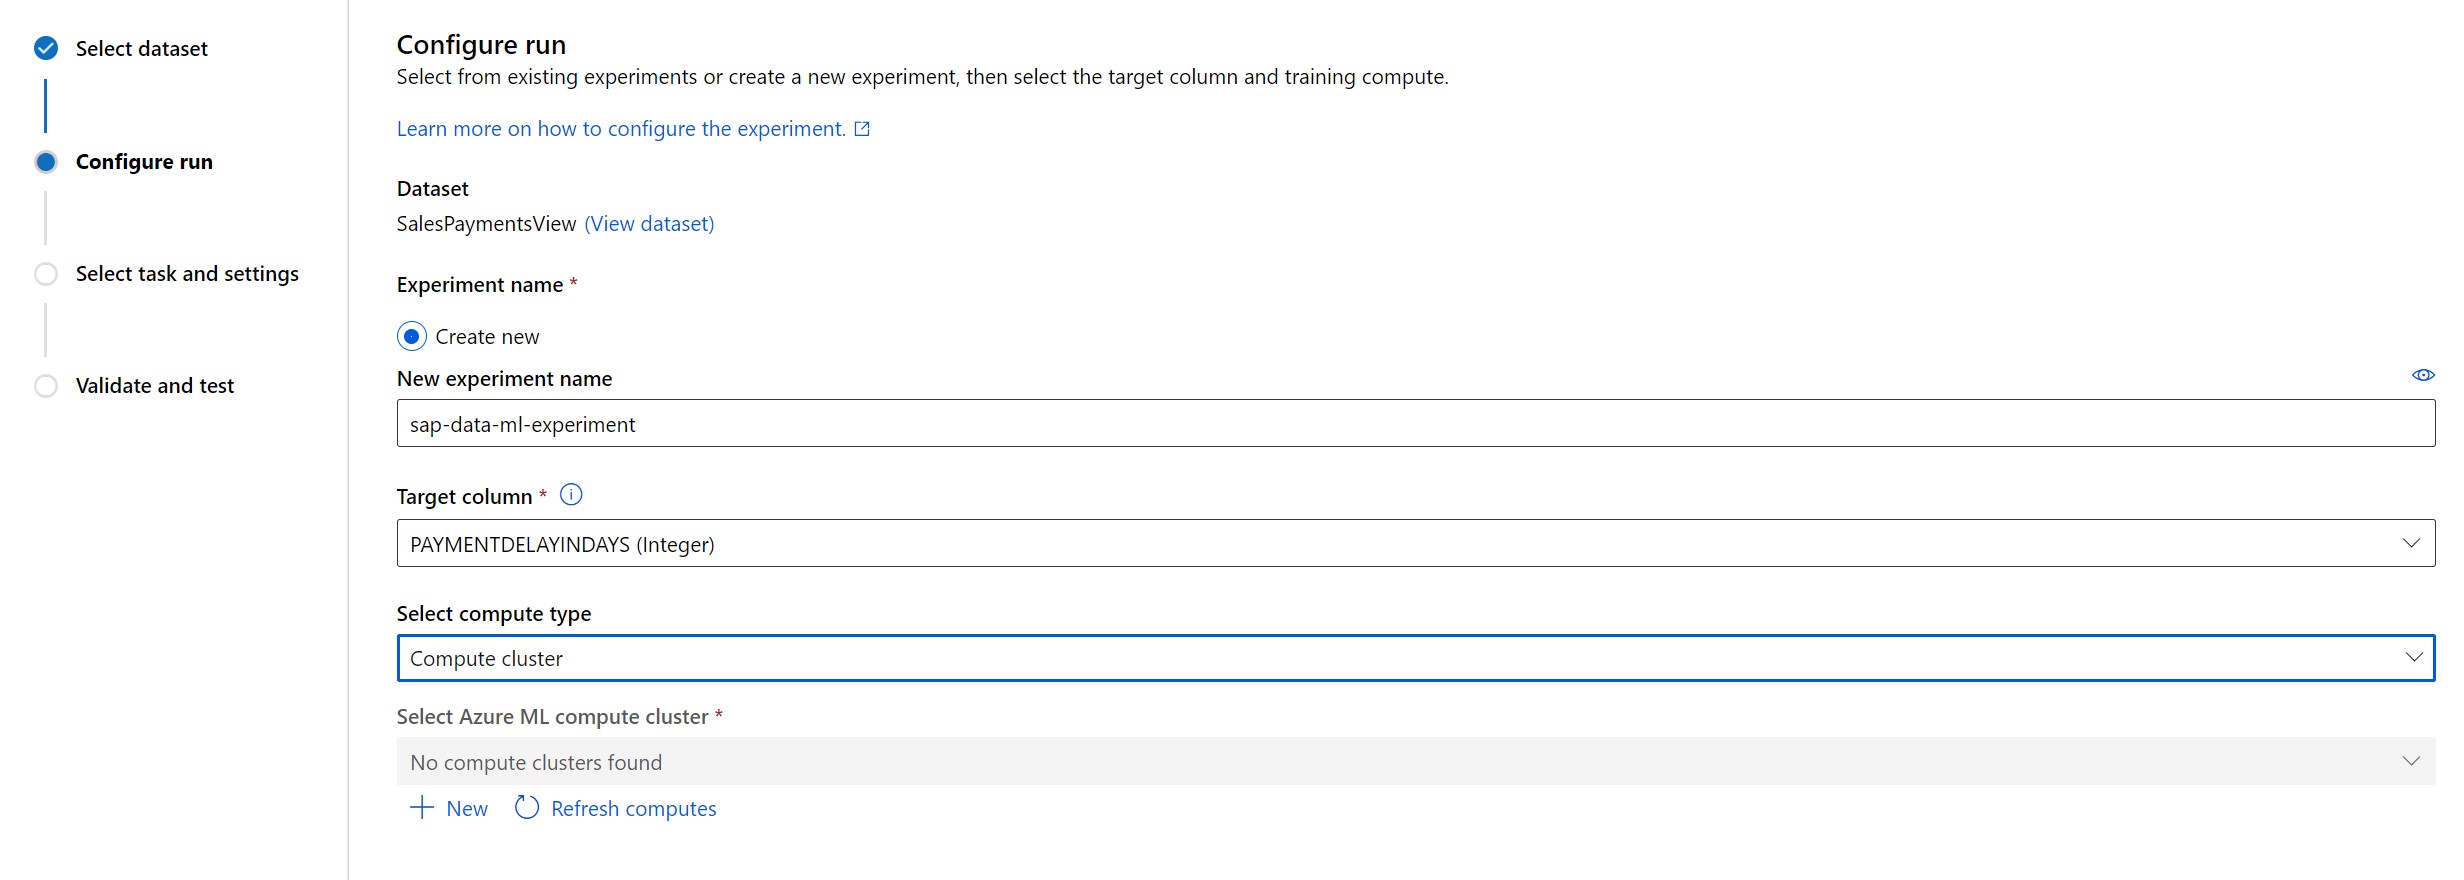 Select dataset
Configure run
Select task and settings
Validate and test
Configure run
Select from existing experiments or create a new experiment, then select the target column and training compute.
Learn more on how to configure the experiment.
Dataset
SalesPaymentsView (View dataset)
Experiment name *
Create new
New experiment name
sap-data-ml-experiment
Target column *
PAYMENTDELAYINDAYS (Integer)
Select compute type
Compute cluster
Select Azure ML compute cluster *
No compute clusters found
New Refresh computes